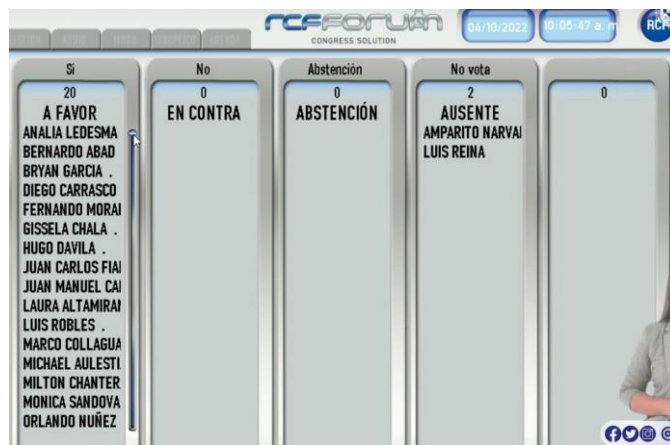 RCFFORUM
CONGRESS SOLUTION
04/10/2022
10:05:47 a. m
RCF
Sí
20
A FAVOR
ANALIA LEDESMA
BERNARDO ABAD
BRYAN GARCIA .
DIEGO CARRASCO
FERNANDO MORAI
GISSELA CHALA .
HUGO DAVILA .
JUAN CARLOS FIAI
JUAN MANUEL CAI
LAURA ALTAMIRAI
LUIS ROBLES .
MARCO COLLAGUA
MICHAEL AULESTI
MILTON CHANTER
MONICA SANDOVA
ORLANDO NUÑEZ
No
0
EN CONTRA
Abstención
0
ABSTENCIÓN
No vota
2
AUSENTE
AMPARITO NARVAI
LUIS REINA
0